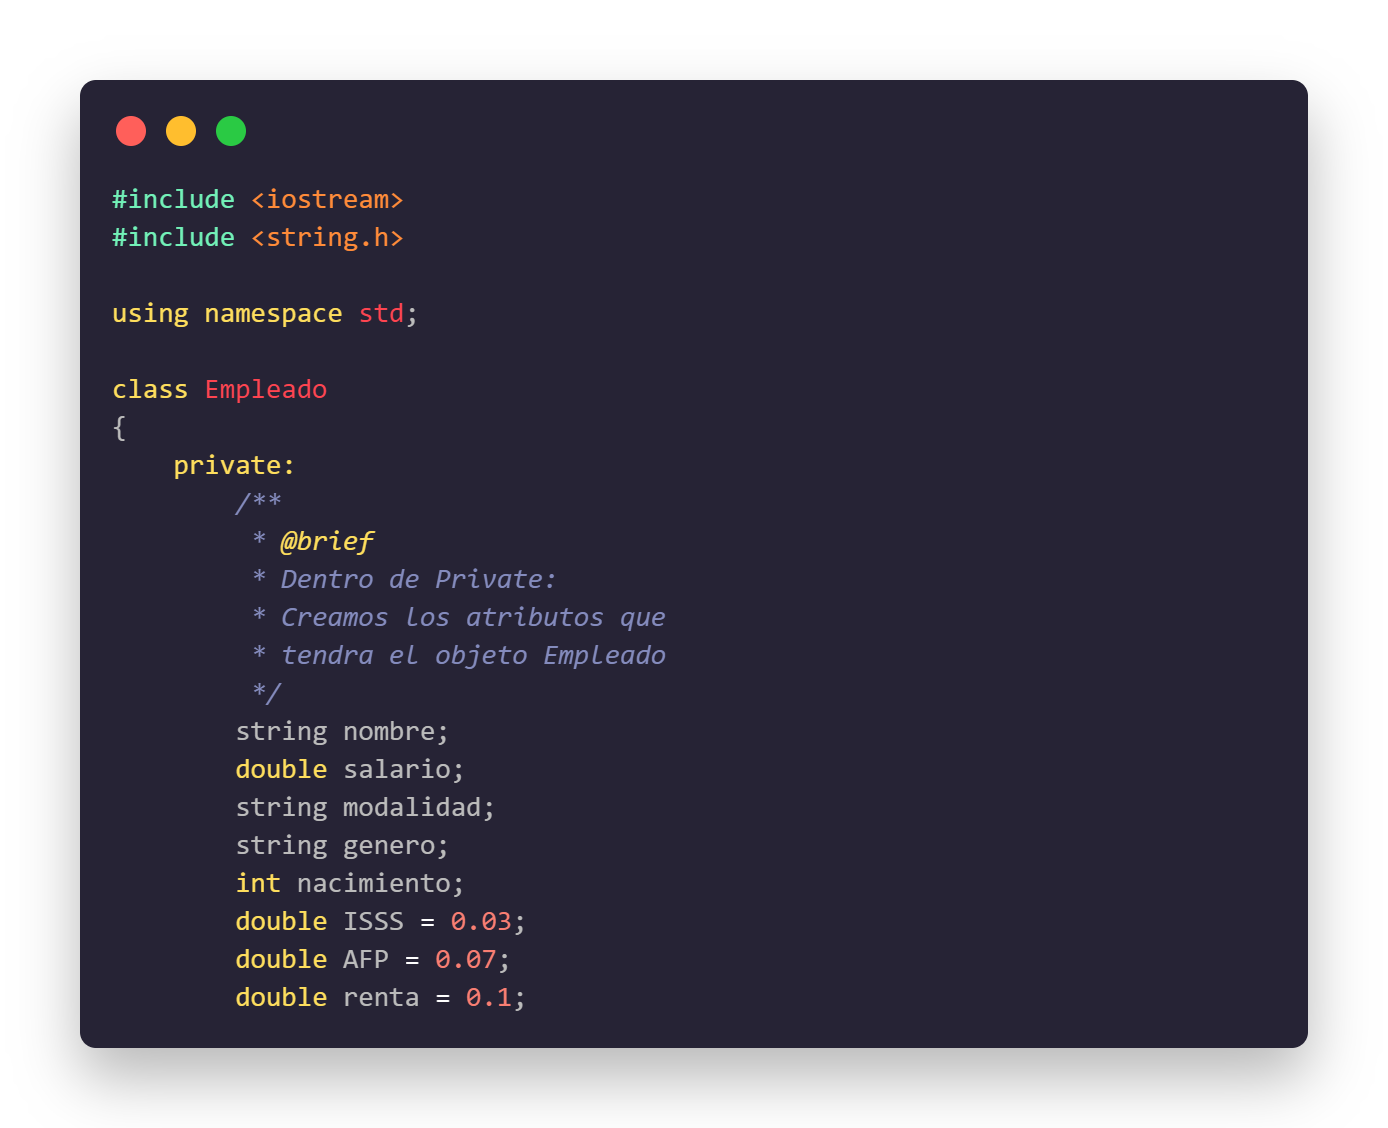 #include <iostream>
#include <string.h>
using namespace std;
class Empleado
{
    private:
        /**
         * @brief
         * Dentro de Private:
         * Creamos los atributos que
         * tendra el objeto Empleado
         */
        string nombre;
        double salario;
        string modalidad;
        string genero;
        int nacimiento;
        double ISSS = 0.03;
        double AFP = 0.07;
        double renta = 0.1;